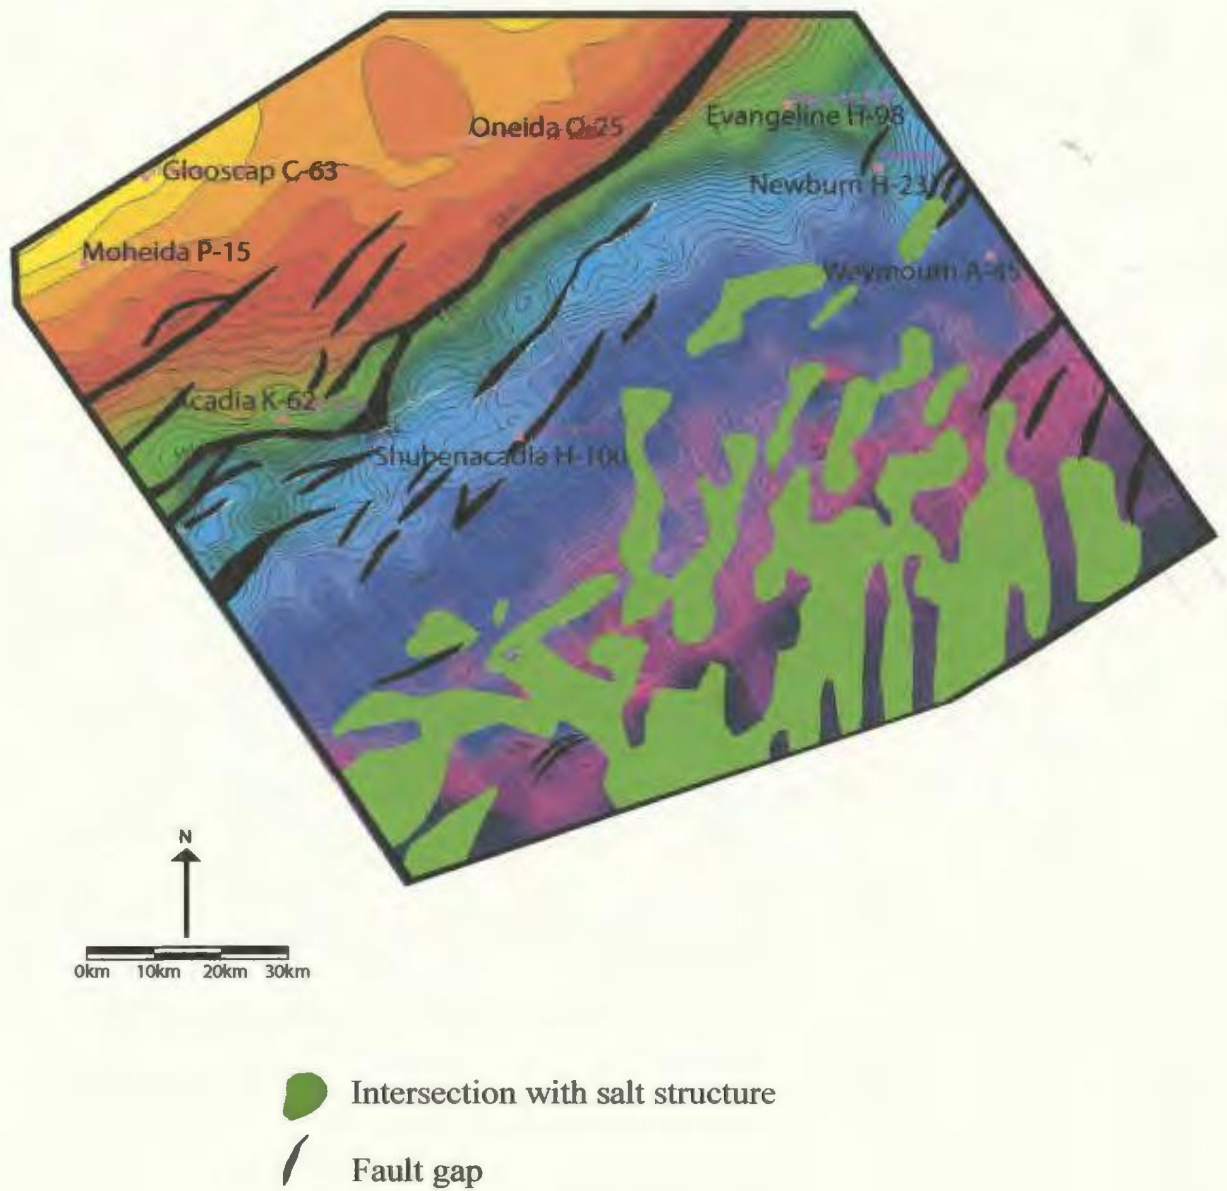 Oneida O-25
Evangeline H-98
Glooscap C-63
Newburn H-23
Moheida P-15
Weymouth A-45
Acadia K-62
Shubenacadia H-100
N
0km 10km 20km 30km
Intersection with salt structure
Fault gap